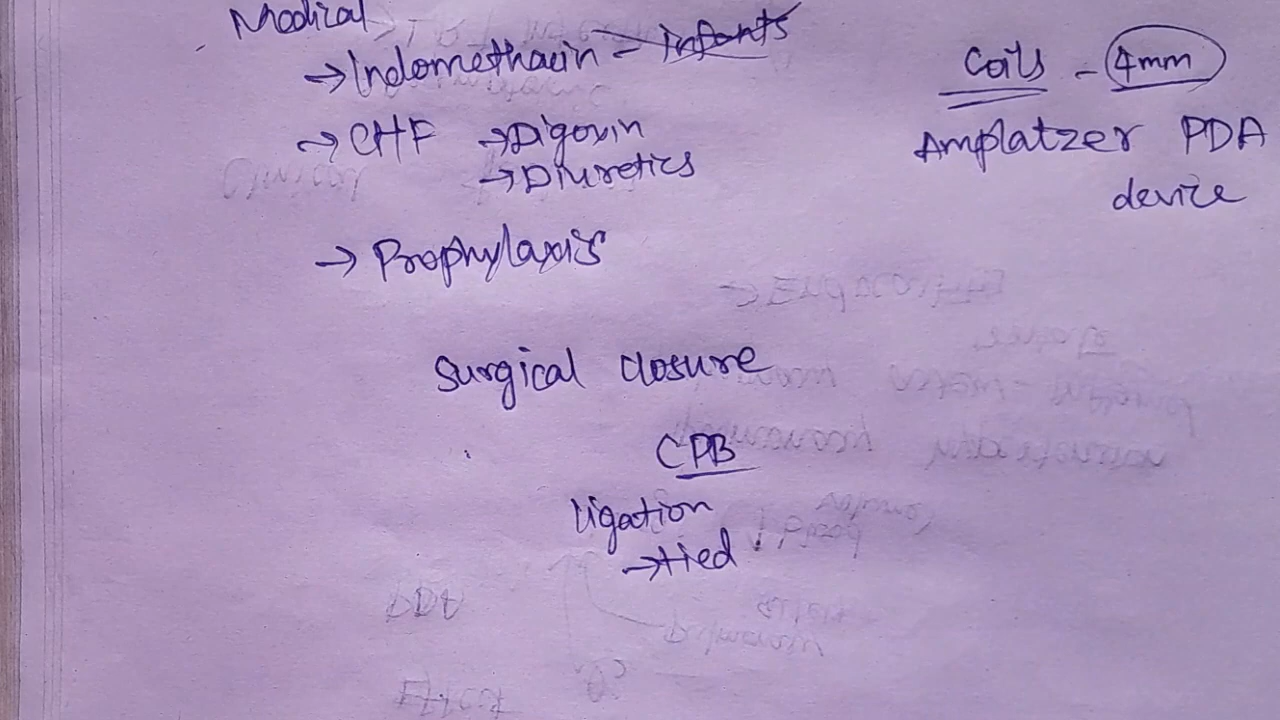 Medical
→ Indomethacin - infants
→ CHF → Digoxin
→ Diuretics
→ Prophylaxis
Coils - 4mm
Amplatzer PDA
device
Surgical closure
CPB
ligation
→ tied